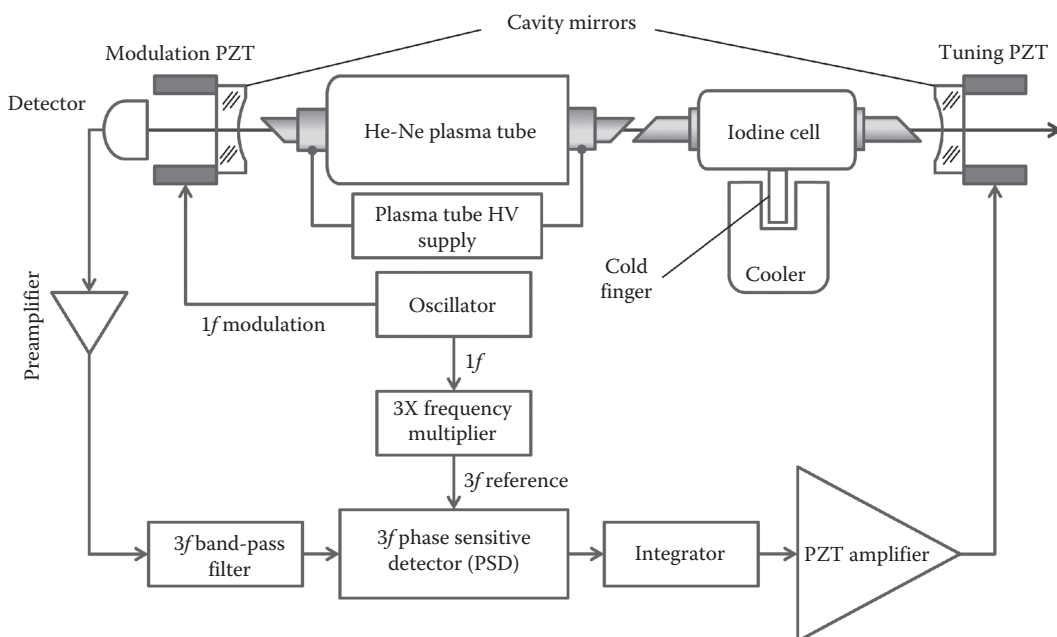 Cavity mirrors
Modulation PZT
Tuning PZT
Detector
He-Ne plasma tube
Iodine cell
Plasma tube HV
supply
Cold
finger
Cooler
Preamplifier
1f modulation
Oscillator
1f
3X frequency
multiplier
3f reference
3f band-pass
filter
3f phase sensitive
detector (PSD)
Integrator
PZT amplifier